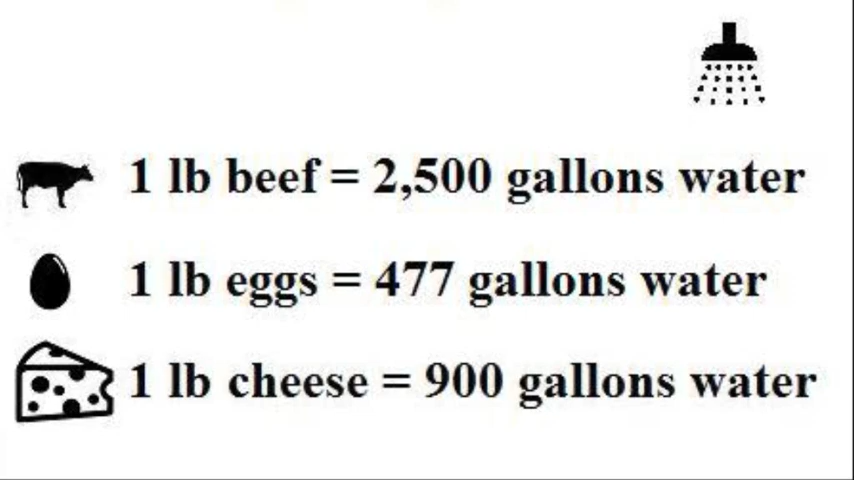 1 lb beef = 2,500 gallons water
1 lb eggs = 477 gallons water
1 lb cheese = 900 gallons water